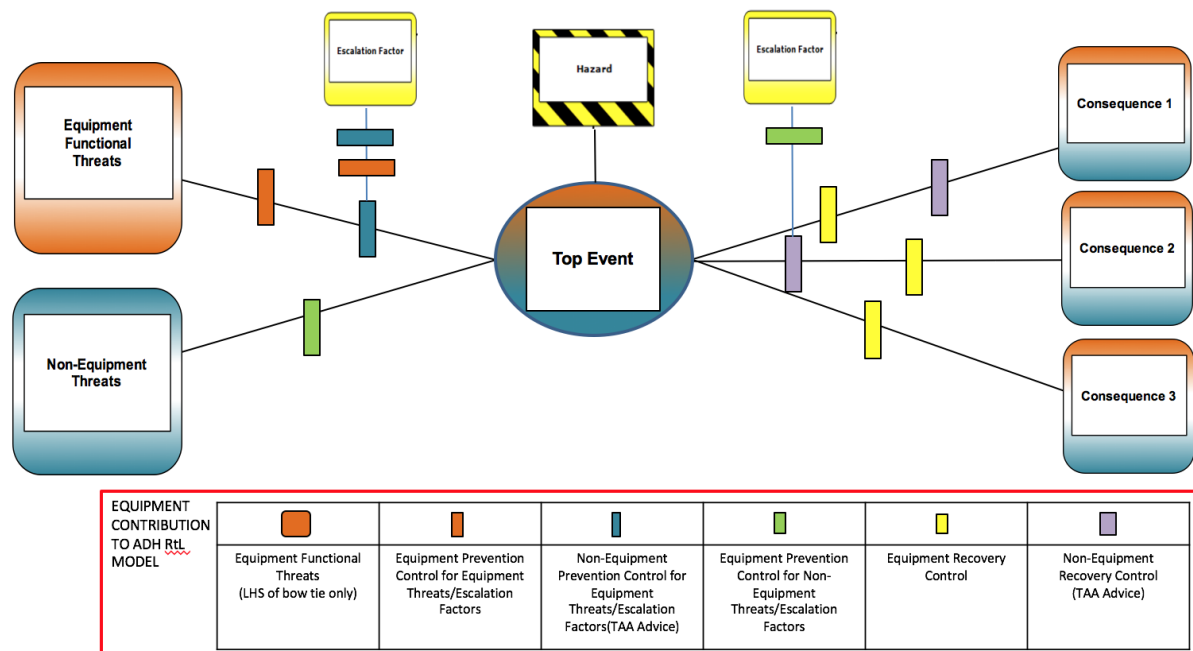 Escalation Factor
Hazard
Escalation Factor
Equipment
Functional
Threats
Consequence 1
Top Event
Consequence 2
Non-Equipment
Threats
Consequence 3
EQUIPMENT
CONTRIBUTION
TO ADH RtL
MODEL
Equipment Functional
Threats
(LHS of bow tie only)
Equipment Prevention
Control for Equipment
Threats/Escalation
Factors
Non-Equipment
Prevention Control for
Equipment
Threats/Escalation
Factors(TAA Advice)
Equipment Prevention
Control for Non-
Equipment
Threats/Escalation
Factors
Equipment Recovery
Control
Non-Equipment
Recovery Control
(TAA Advice)